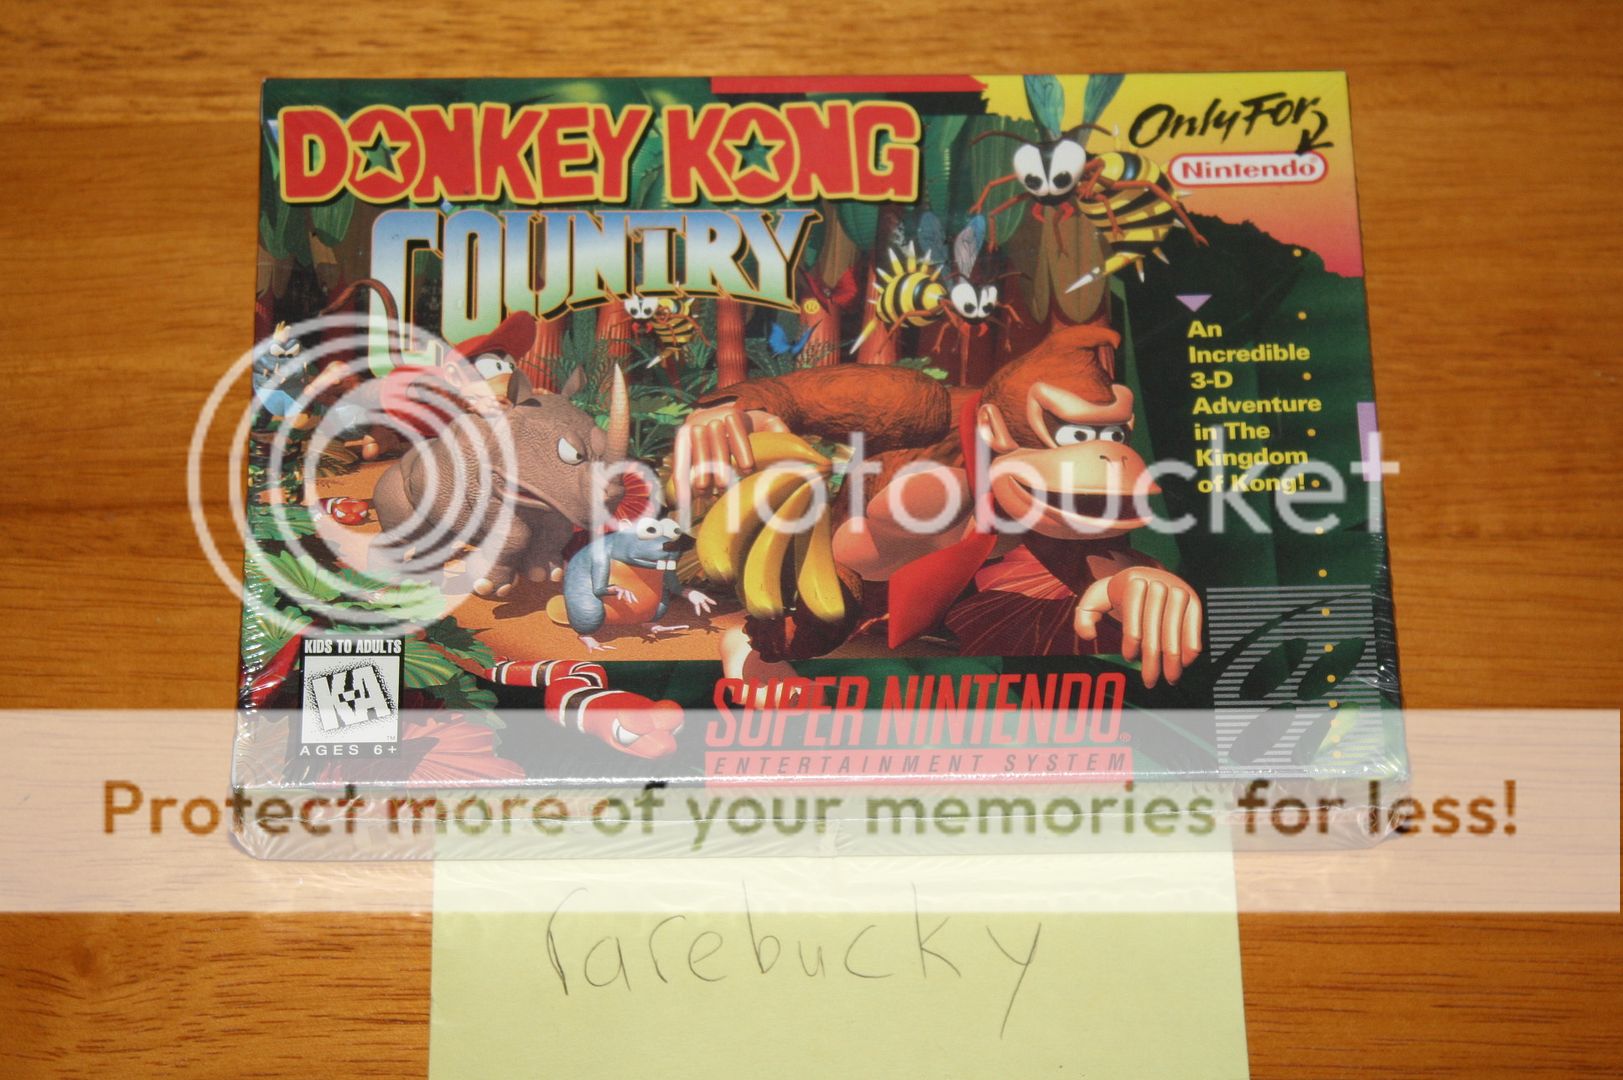 DONKEY KONG
COUNTRY®
Only For
Nintendo®
An
Incredible
3-D
Adventure
in The
Kingdom
of Kong!
photobucket
KIDS TO ADULTS
K-A
TM
AGES 6+
SUPER NINTENDO®
ENTERTAINMENT SYSTEM
Protect more of your memories for less!
rarebucky